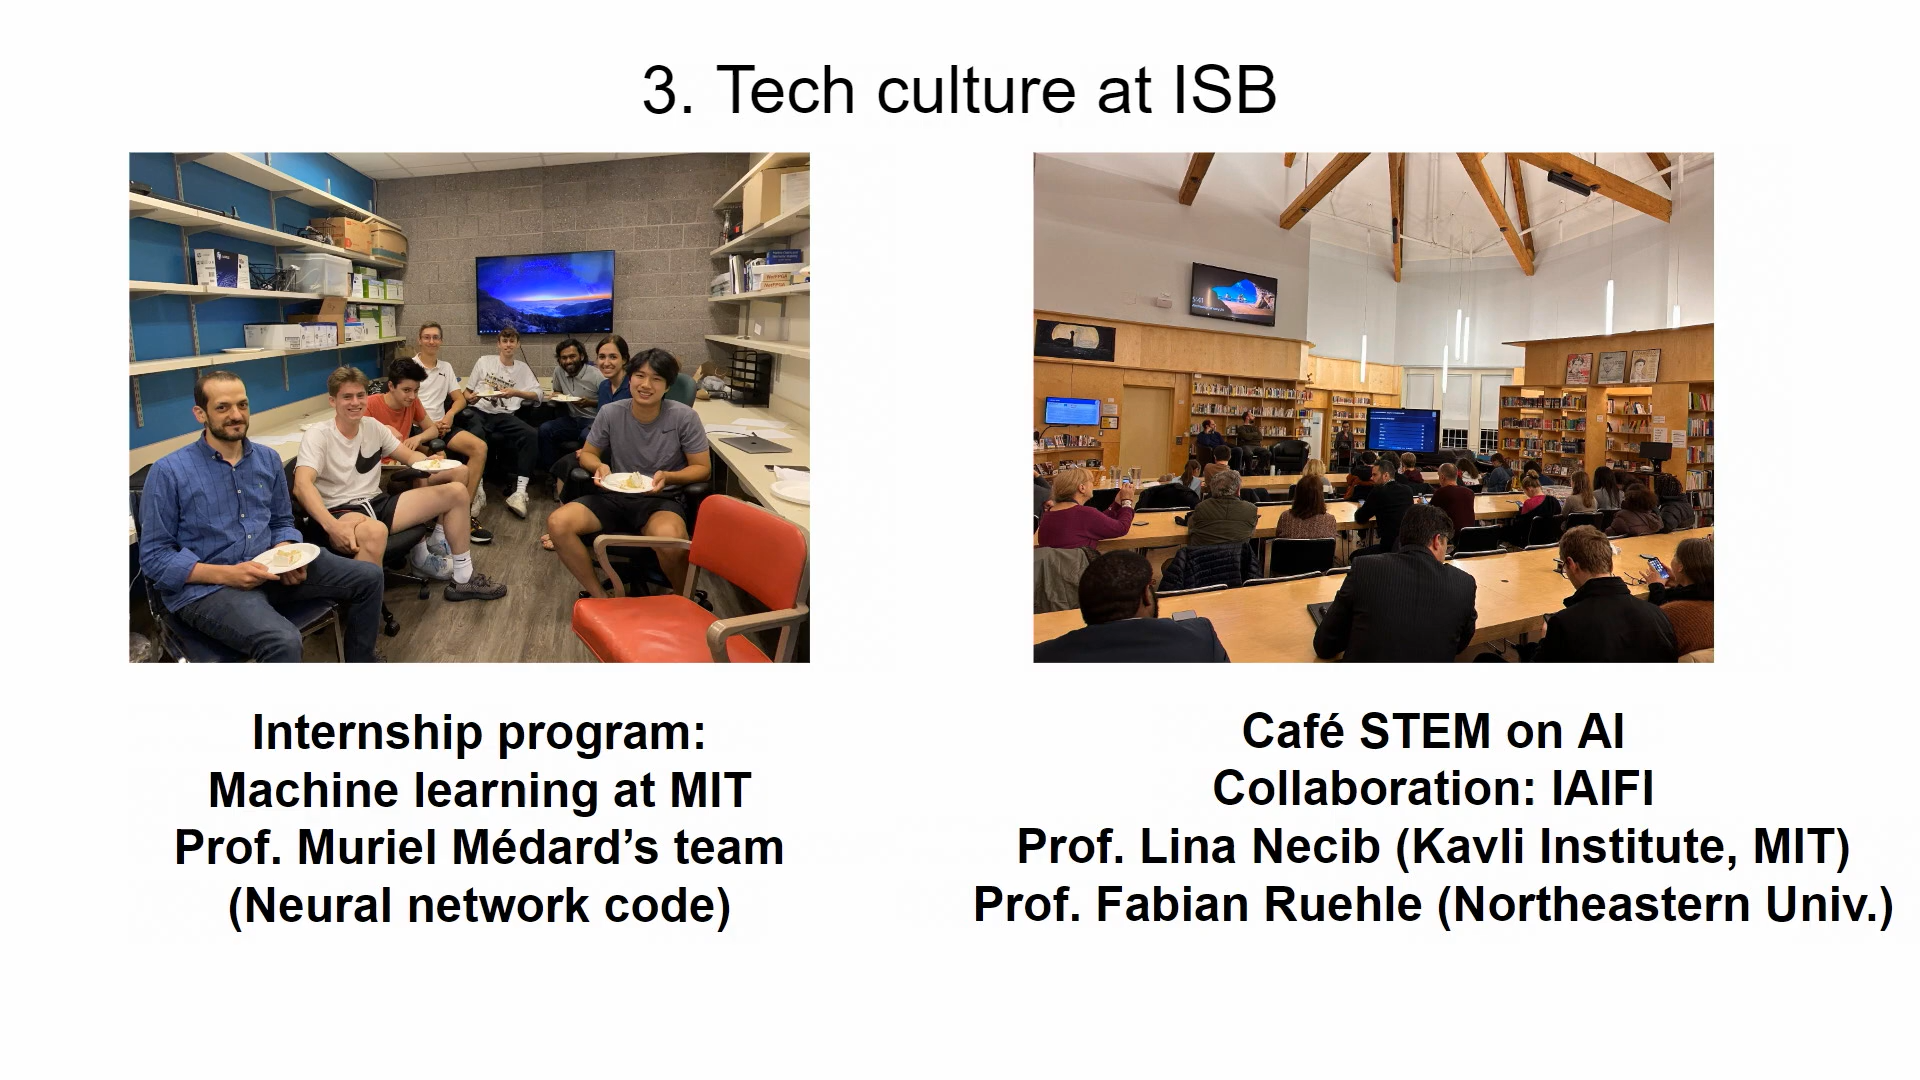 3. Tech culture at ISB
Internship program:
Machine learning at MIT
Prof. Muriel Médard’s team
(Neural network code)
Café STEM on AI
Collaboration: IAIFI
Prof. Lina Necib (Kavli Institute, MIT)
Prof. Fabian Ruehle (Northeastern Univ.)